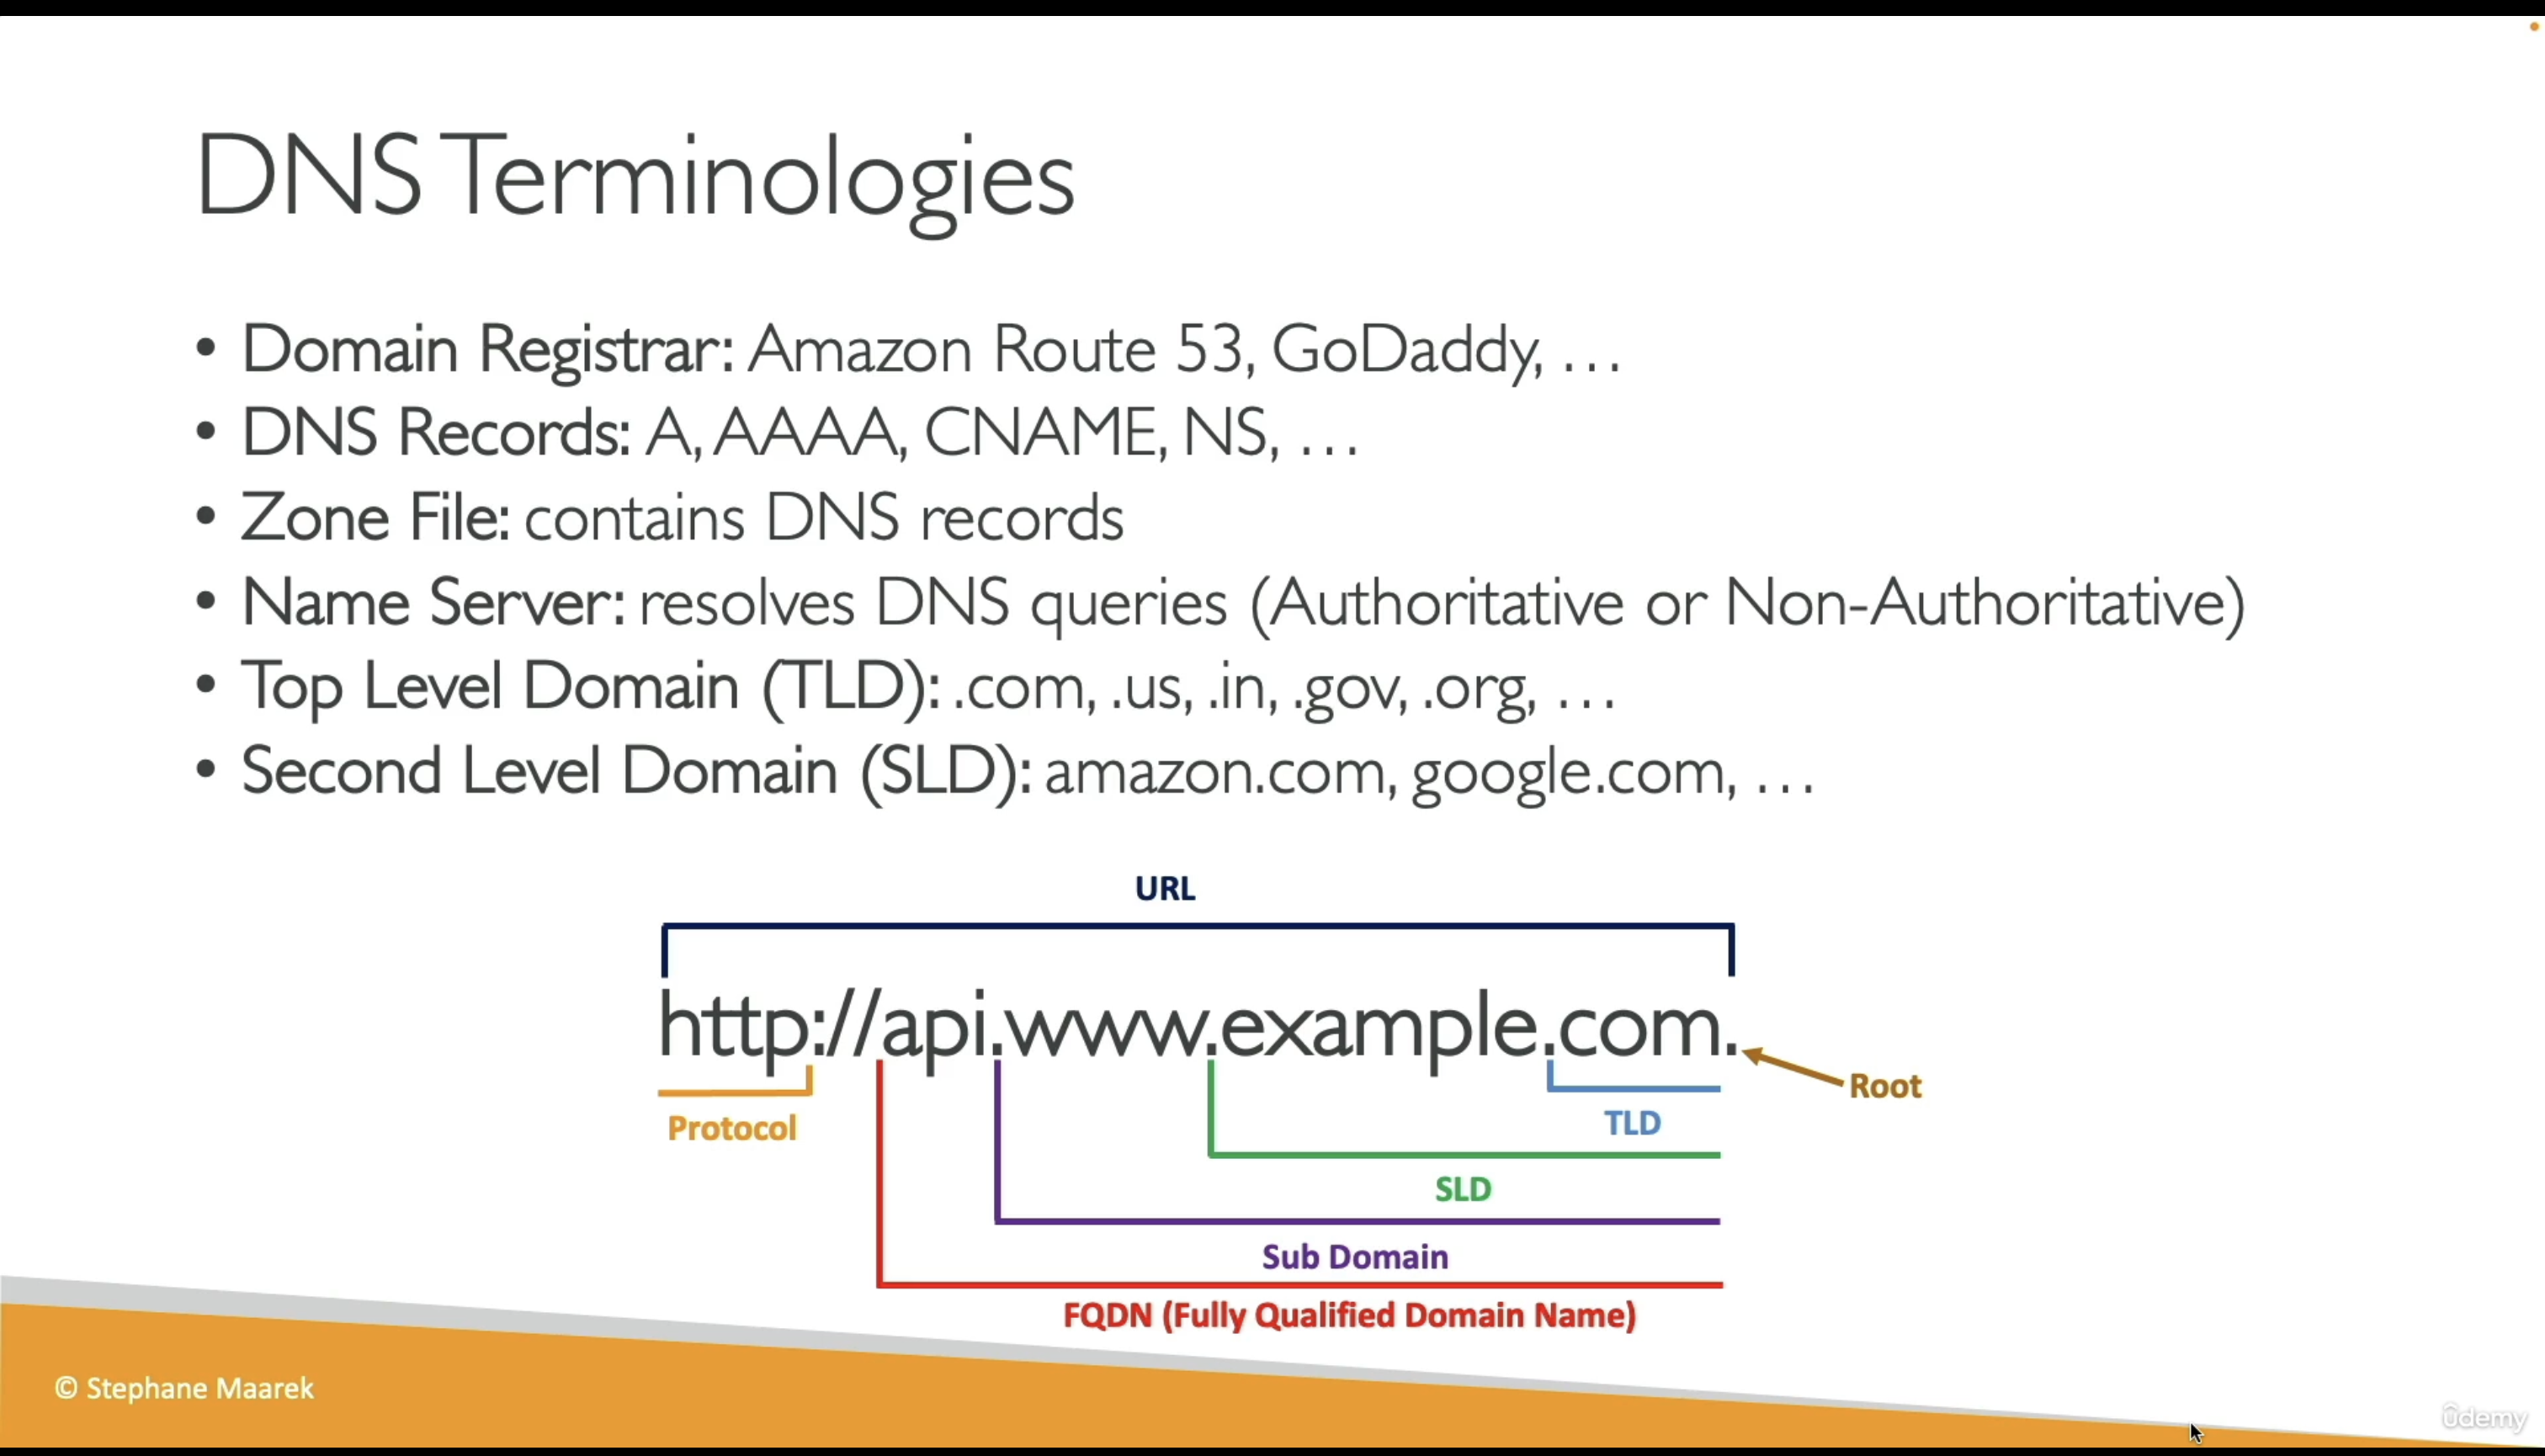 DNS Terminologies
• Domain Registrar: Amazon Route 53, GoDaddy, …
• DNS Records: A, AAAA, CNAME, NS, …
• Zone File: contains DNS records
• Name Server: resolves DNS queries (Authoritative or Non-Authoritative)
• Top Level Domain (TLD): .com, .us, .in, .gov, .org, …
• Second Level Domain (SLD): amazon.com, google.com, …
URL
http://api.www.example.com.
Root
Protocol
TLD
SLD
Sub Domain
FQDN (Fully Qualified Domain Name)
© Stephane Maarek
ûdemy